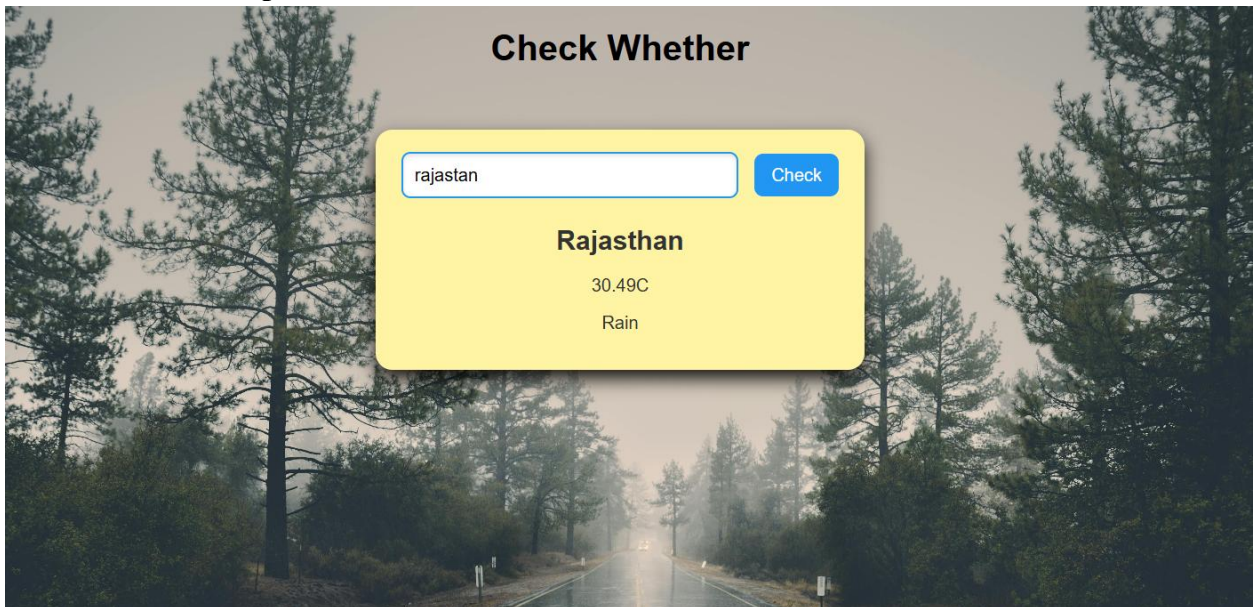 Check Whether
rajastan
Check
Rajasthan
30.49C
Rain